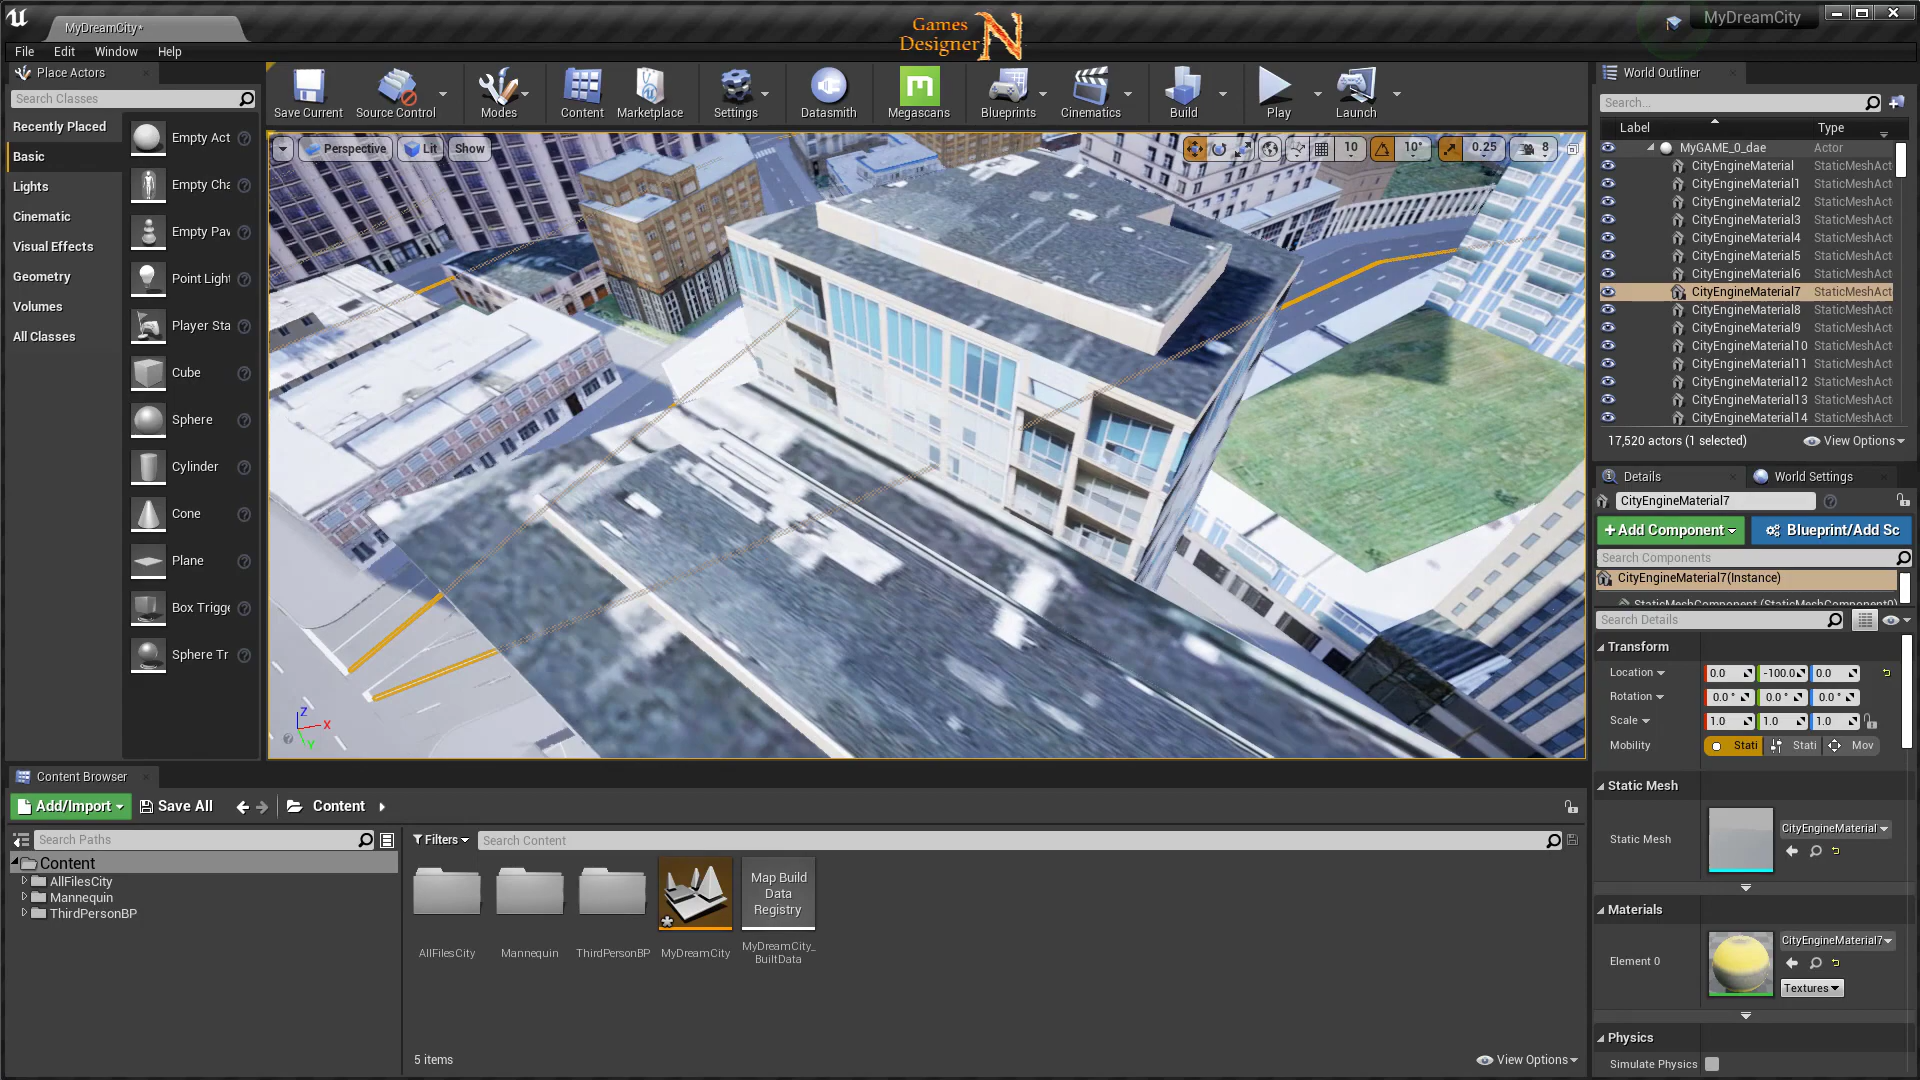 MyDreamCity*
Games
Designer
N
MyDreamCity
File Edit Window Help
Place Actors
Search Classes
Recently Placed
Basic
Lights
Cinematic
Visual Effects
Geometry
Volumes
All Classes
Empty Act
Empty Cha
Empty Pav
Point Light
Player Sta
Cube
Sphere
Cylinder
Cone
Plane
Box Trigge
Sphere Tr
Save Current
Source Control
Modes
Content
Marketplace
Settings
Datasmith
Megascans
Blueprints
Cinematics
Build
Play
Launch
Perspective
Lit
Show
10
10°
0.25
8
Z
X
Y
World Outliner
Search...
Label Type
MyGAME_0_dae Actor
CityEngineMaterial StaticMeshAct
CityEngineMaterial1 StaticMeshAct
CityEngineMaterial2 StaticMeshAct
CityEngineMaterial3 StaticMeshAct
CityEngineMaterial4 StaticMeshAct
CityEngineMaterial5 StaticMeshAct
CityEngineMaterial6 StaticMeshAct
CityEngineMaterial7 StaticMeshAct
CityEngineMaterial8 StaticMeshAct
CityEngineMaterial9 StaticMeshAct
CityEngineMaterial10 StaticMeshAct
CityEngineMaterial11 StaticMeshAct
CityEngineMaterial12 StaticMeshAct
CityEngineMaterial13 StaticMeshAct
CityEngineMaterial14 StaticMeshAct
17,520 actors (1 selected)
View Options
Details
World Settings
CityEngineMaterial7
+Add Component
Blueprint/Add Sc
Search Components
CityEngineMaterial7(Instance)
StaticMeshComponent (StaticMeshComponent0)
Search Details
Transform
Location 0.0 -100.0 0.0
Rotation 0.0 ° 0.0 ° 0.0 °
Scale 1.0 1.0 1.0
Mobility Stati Stati Mov
Static Mesh
Static Mesh
CityEngineMaterial
Materials
Element 0
CityEngineMaterial7
Textures
Physics
Simulate Physics
Content Browser
Add/Import
Save All
Content
Search Paths
Content
AllFilesCity
Mannequin
ThirdPersonBP
Filters
Search Content
Map Build
Data
Registry
AllFilesCity
Mannequin
ThirdPersonBP
MyDreamCity
MyDreamCity_
BuiltData
5 items
View Options